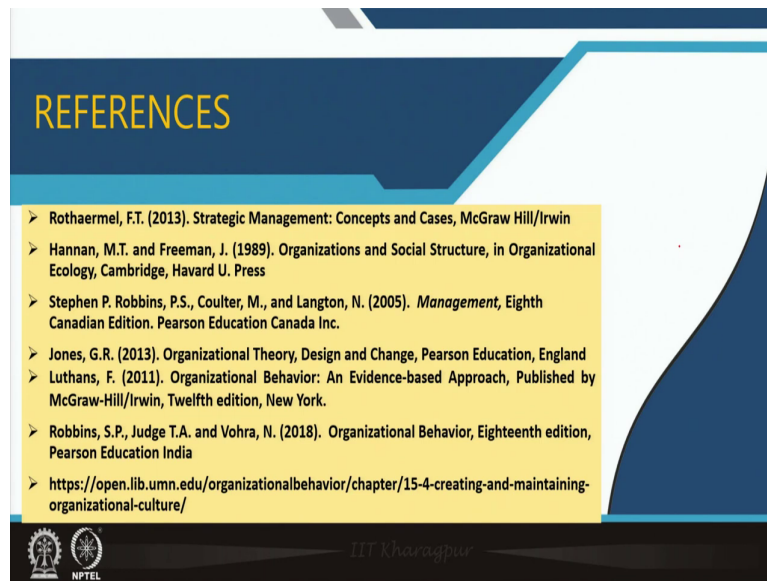 REFERENCES
➢ Rothaermel, F.T. (2013). Strategic Management: Concepts and Cases, McGraw Hill/Irwin
➢ Hannan, M.T. and Freeman, J. (1989). Organizations and Social Structure, in Organizational
Ecology, Cambridge, Havard U. Press
➢ Stephen P. Robbins, P.S., Coulter, M., and Langton, N. (2005). Management, Eighth
Canadian Edition. Pearson Education Canada Inc.
➢ Jones, G.R. (2013). Organizational Theory, Design and Change, Pearson Education, England
➢ Luthans, F. (2011). Organizational Behavior: An Evidence-based Approach, Published by
McGraw-Hill/Irwin, Twelfth edition, New York.
➢ Robbins, S.P., Judge T.A. and Vohra, N. (2018). Organizational Behavior, Eighteenth edition,
Pearson Education India
➢ https://open.lib.umn.edu/organizationalbehavior/chapter/15-4-creating-and-maintaining-
organizational-culture/
IIT Kharagpur
NPTEL